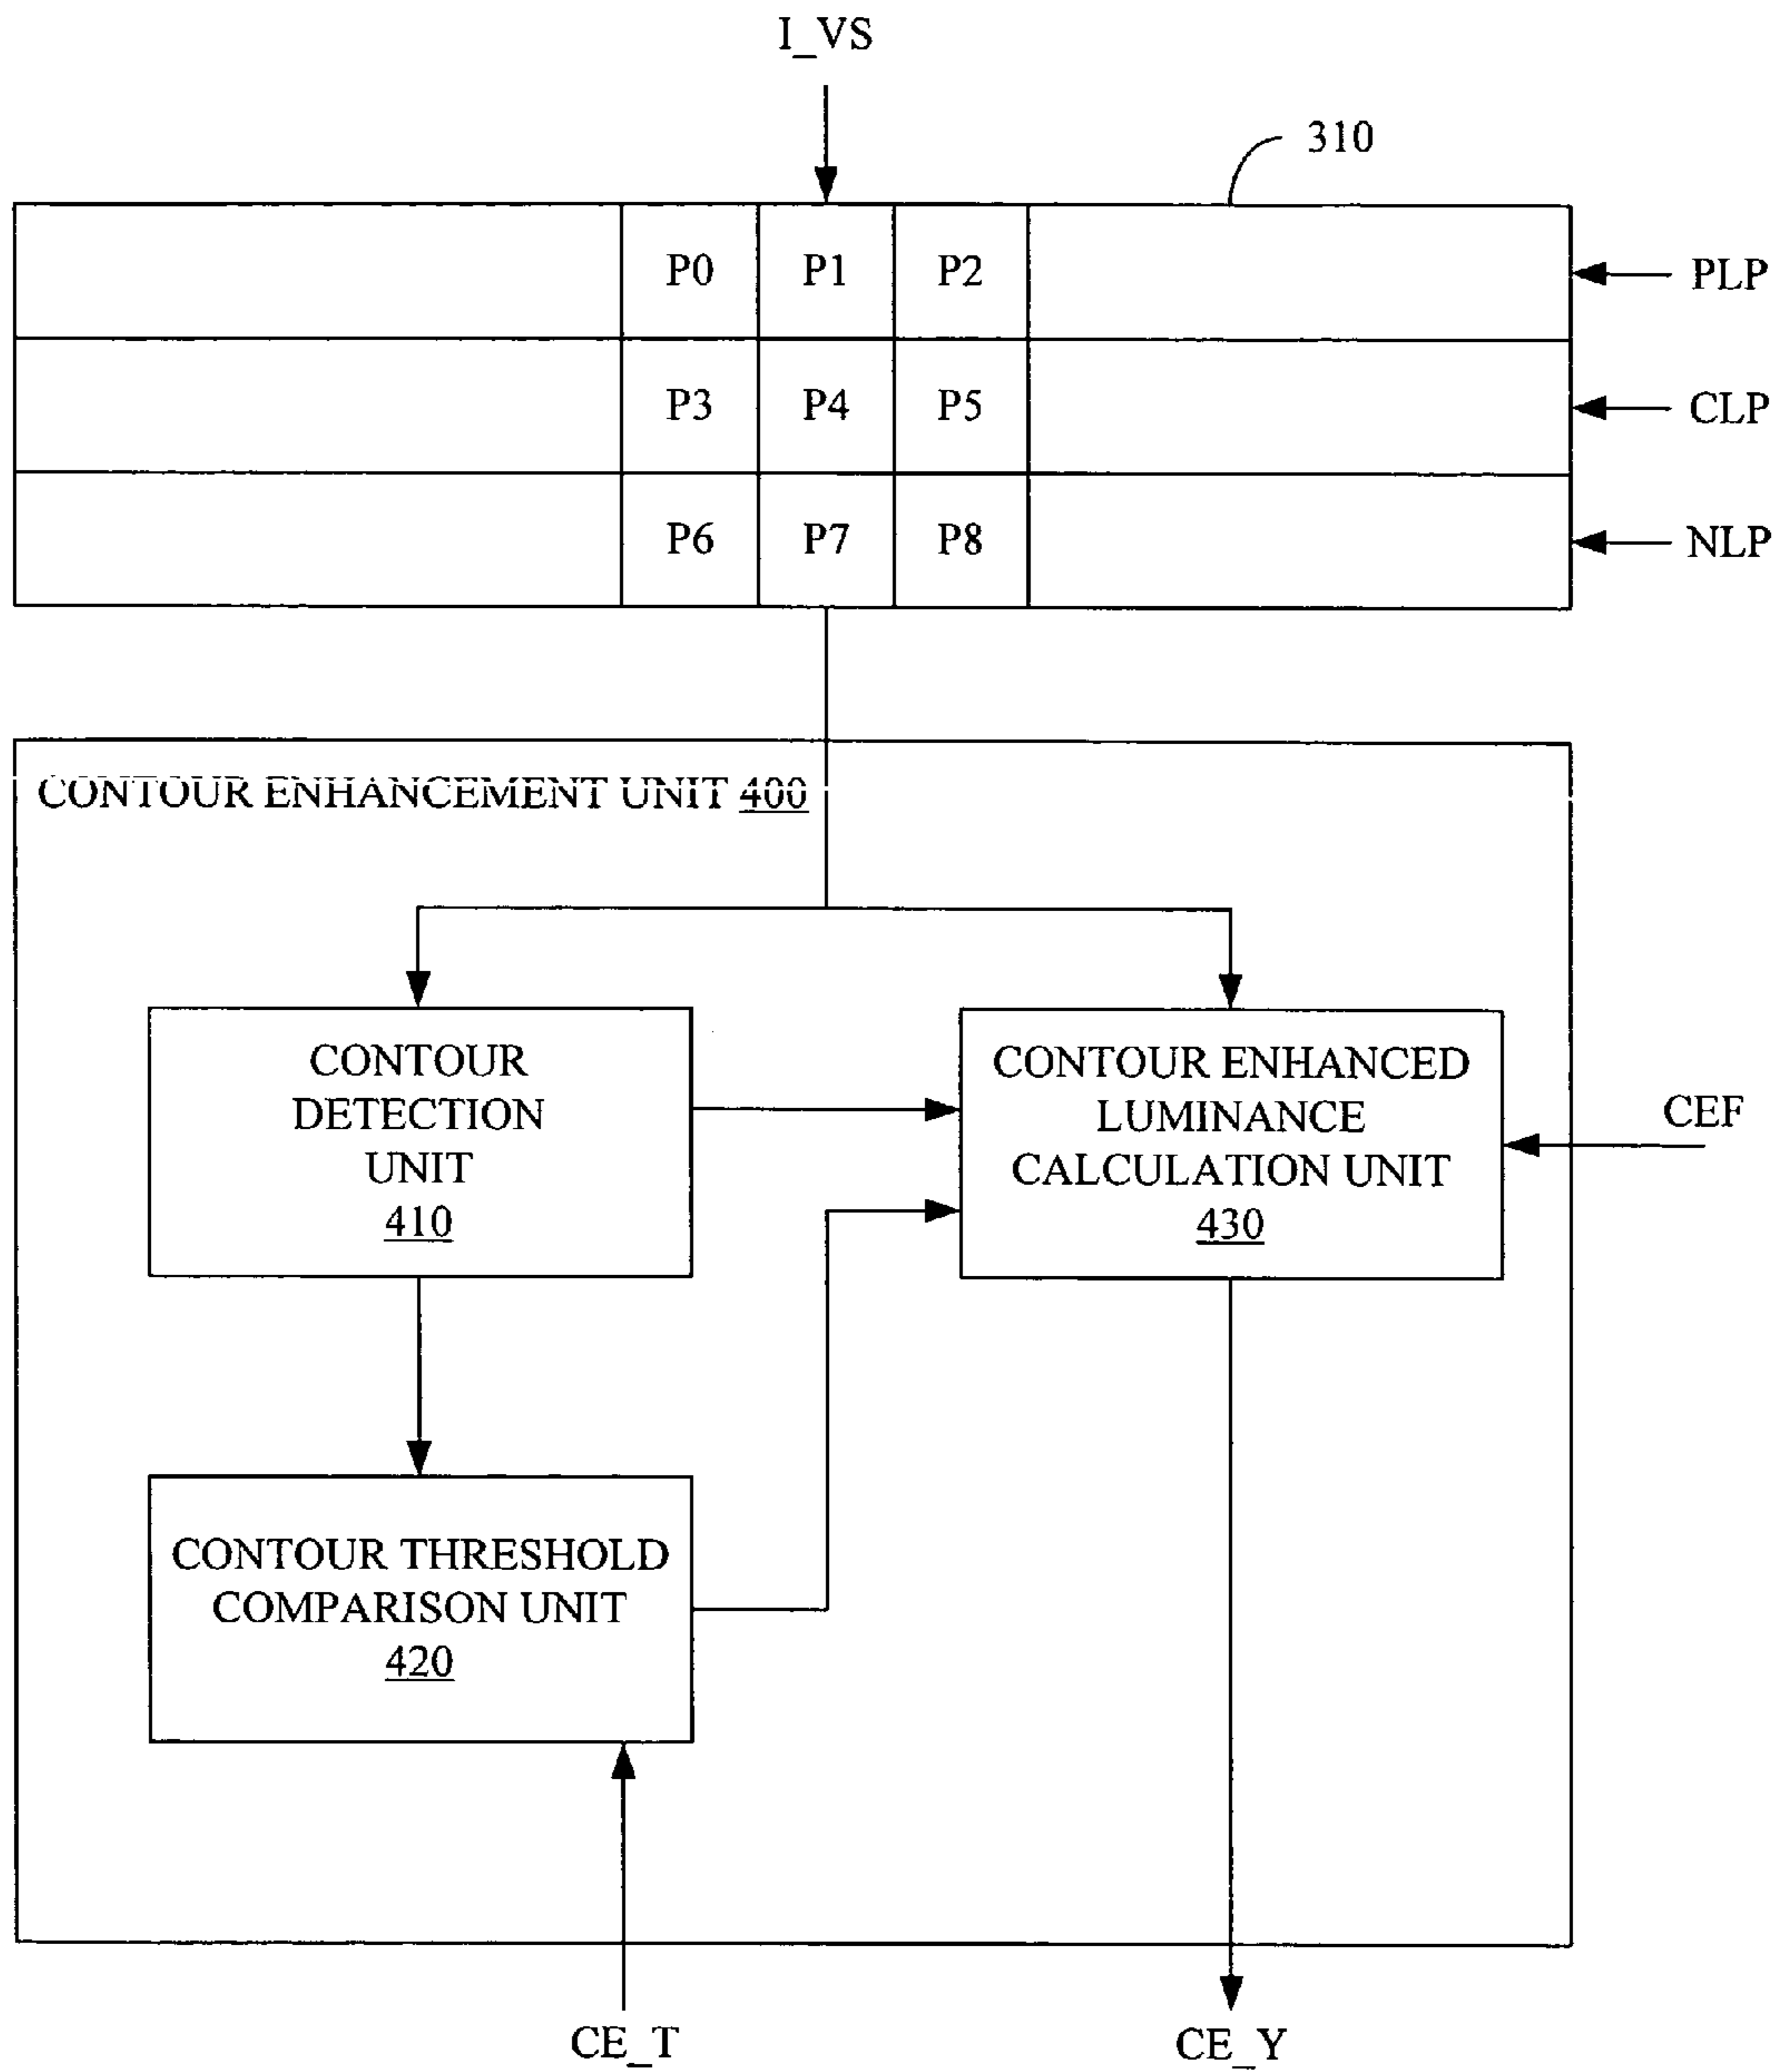 I_VS
310
P0 P1 P2 PLP
P3 P4 P5 CLP
P6 P7 P8 NLP
CONTOUR ENHANCEMENT UNIT 400
CONTOUR
DETECTION
UNIT
410
CONTOUR ENHANCED
LUMINANCE
CALCULATION UNIT
430
CEF
CONTOUR THRESHOLD
COMPARISON UNIT
420
CE_T
CE_Y